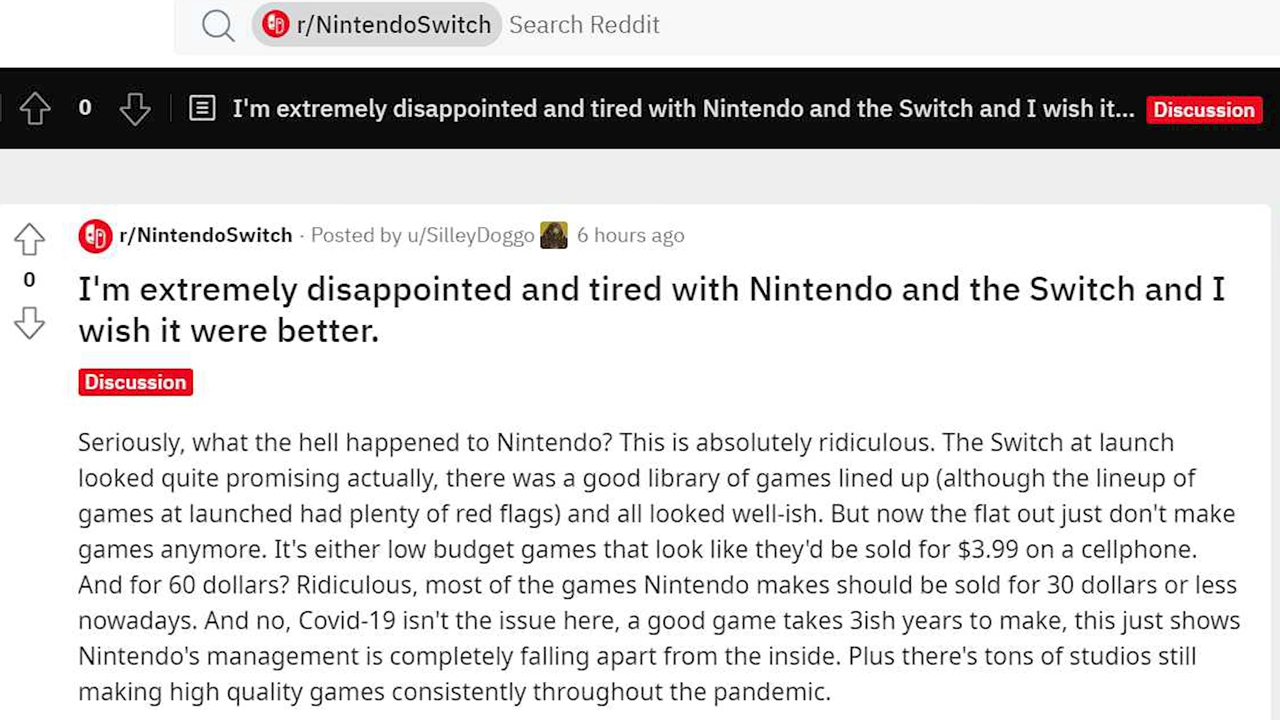 r/NintendoSwitch Search Reddit
0 I'm extremely disappointed and tired with Nintendo and the Switch and I wish it... Discussion
r/NintendoSwitch · Posted by u/SilleyDoggo 6 hours ago
0
I'm extremely disappointed and tired with Nintendo and the Switch and I
wish it were better.
Discussion
Seriously, what the hell happened to Nintendo? This is absolutely ridiculous. The Switch at launch
looked quite promising actually, there was a good library of games lined up (although the lineup of
games at launched had plenty of red flags) and all looked well-ish. But now the flat out just don't make
games anymore. It's either low budget games that look like they'd be sold for $3.99 on a cellphone.
And for 60 dollars? Ridiculous, most of the games Nintendo makes should be sold for 30 dollars or less
nowadays. And no, Covid-19 isn't the issue here, a good game takes 3ish years to make, this just shows
Nintendo's management is completely falling apart from the inside. Plus there's tons of studios still
making high quality games consistently throughout the pandemic.